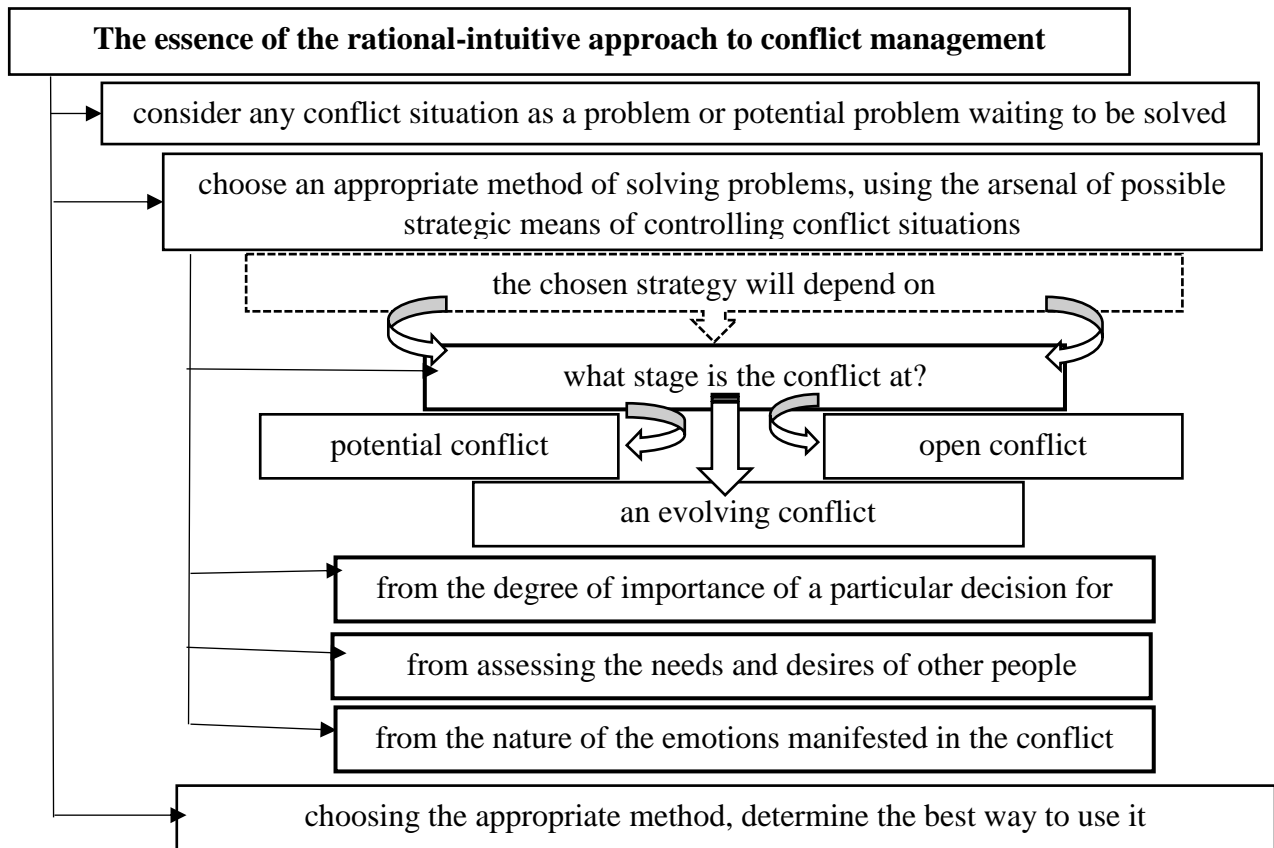 The essence of the rational-intuitive approach to conflict management
consider any conflict situation as a problem or potential problem waiting to be solved
choose an appropriate method of solving problems, using the arsenal of possible
strategic means of controlling conflict situations
the chosen strategy will depend on
what stage is the conflict at?
potential conflict
open conflict
an evolving conflict
from the degree of importance of a particular decision for
from assessing the needs and desires of other people
from the nature of the emotions manifested in the conflict
choosing the appropriate method, determine the best way to use it